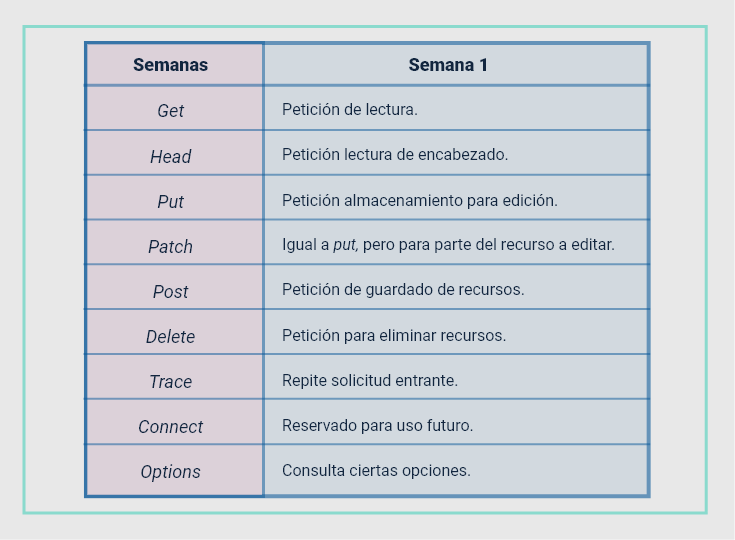 Semanas Semana 1
Get Petición de lectura.
Head Petición lectura de encabezado.
Put Petición almacenamiento para edición.
Patch Igual a put, pero para parte del recurso a editar.
Post Petición de guardado de recursos.
Delete Petición para eliminar recursos.
Trace Repite solicitud entrante.
Connect Reservado para uso futuro.
Options Consulta ciertas opciones.